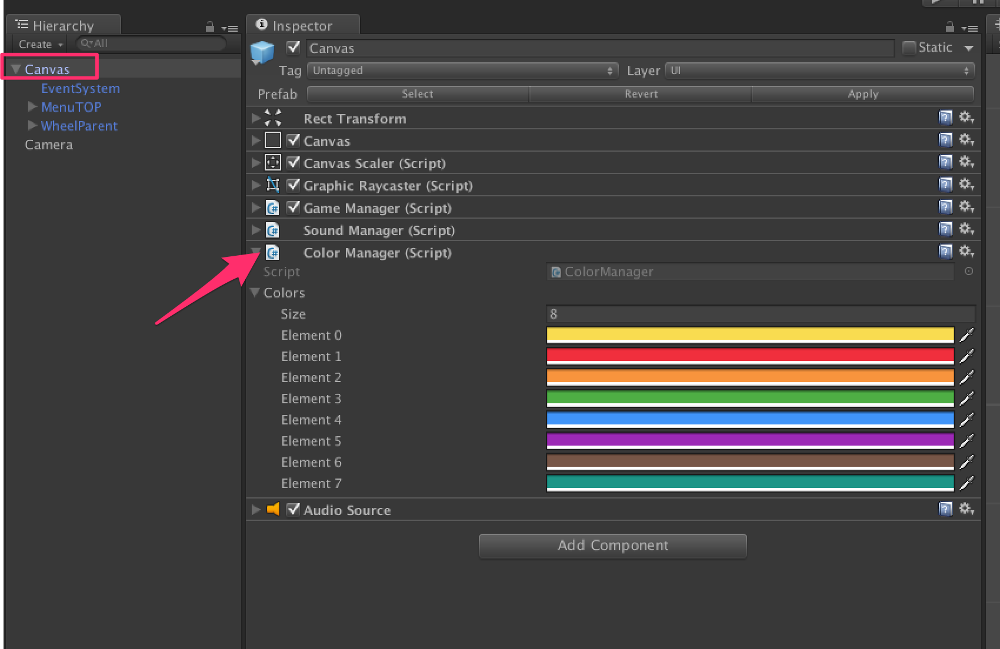 Hierarchy
Create
All
Canvas
EventSystem
MenuTOP
WheelParent
Camera
Inspector
Canvas
Static
Tag Untagged Layer UI
Prefab Select Revert Apply
Rect Transform
Canvas
Canvas Scaler (Script)
Graphic Raycaster (Script)
Game Manager (Script)
Sound Manager (Script)
Color Manager (Script)
Script ColorManager
Colors
Size 8
Element 0
Element 1
Element 2
Element 3
Element 4
Element 5
Element 6
Element 7
Audio Source
Add Component